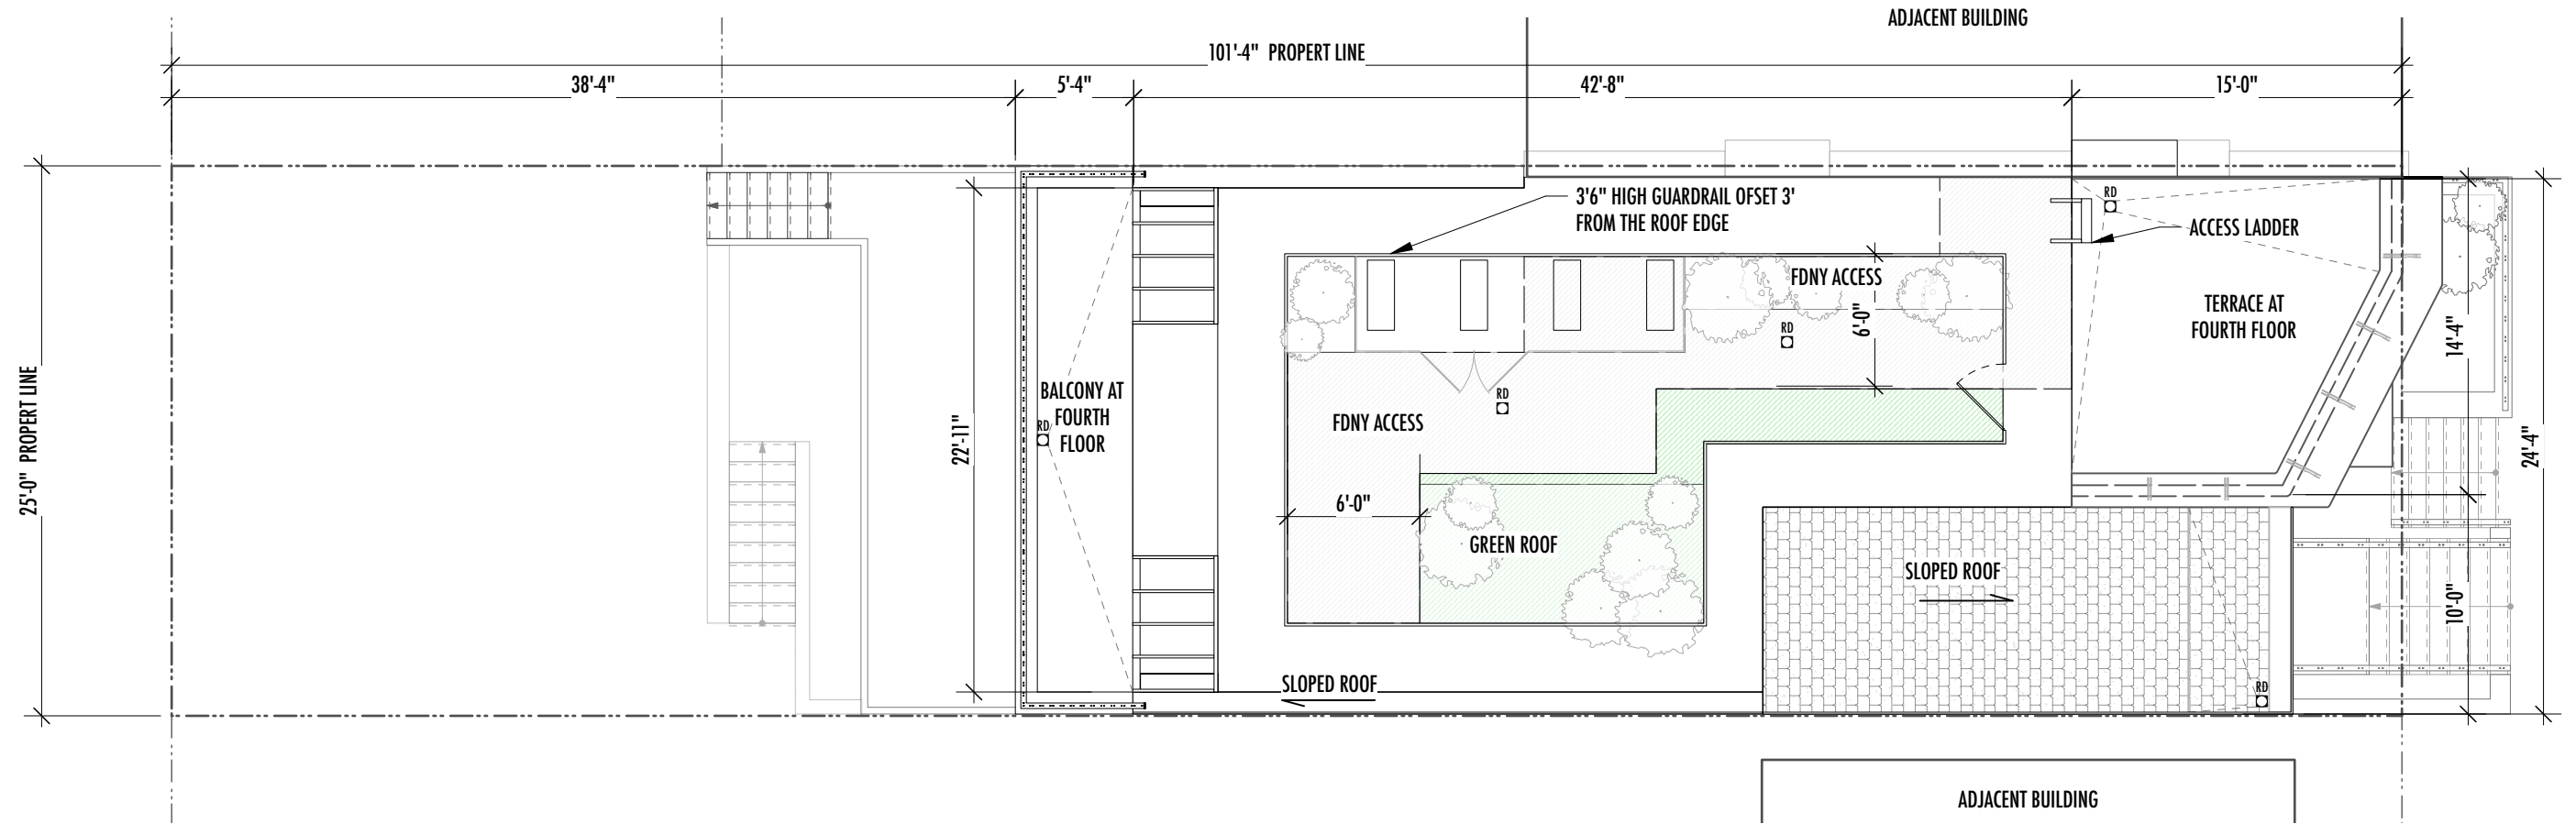 ADJACENT BUILDING
101'-4" PROPERT LINE
38'-4"
5'-4"
42'-8"
15'-0"
3'6" HIGH GUARDRAIL OFSET 3'
FROM THE ROOF EDGE
RD
ACCESS LADDER
FDNY ACCESS
6'-0"
RD
TERRACE AT
FOURTH FLOOR
14'-4"
25'-0" PROPERT LINE
22'-11"
BALCONY AT
FOURTH
FLOOR
RD
RD
FDNY ACCESS
24'-4"
6'-0"
GREEN ROOF
SLOPED ROOF
10'-0"
SLOPED ROOF
RD
ADJACENT BUILDING